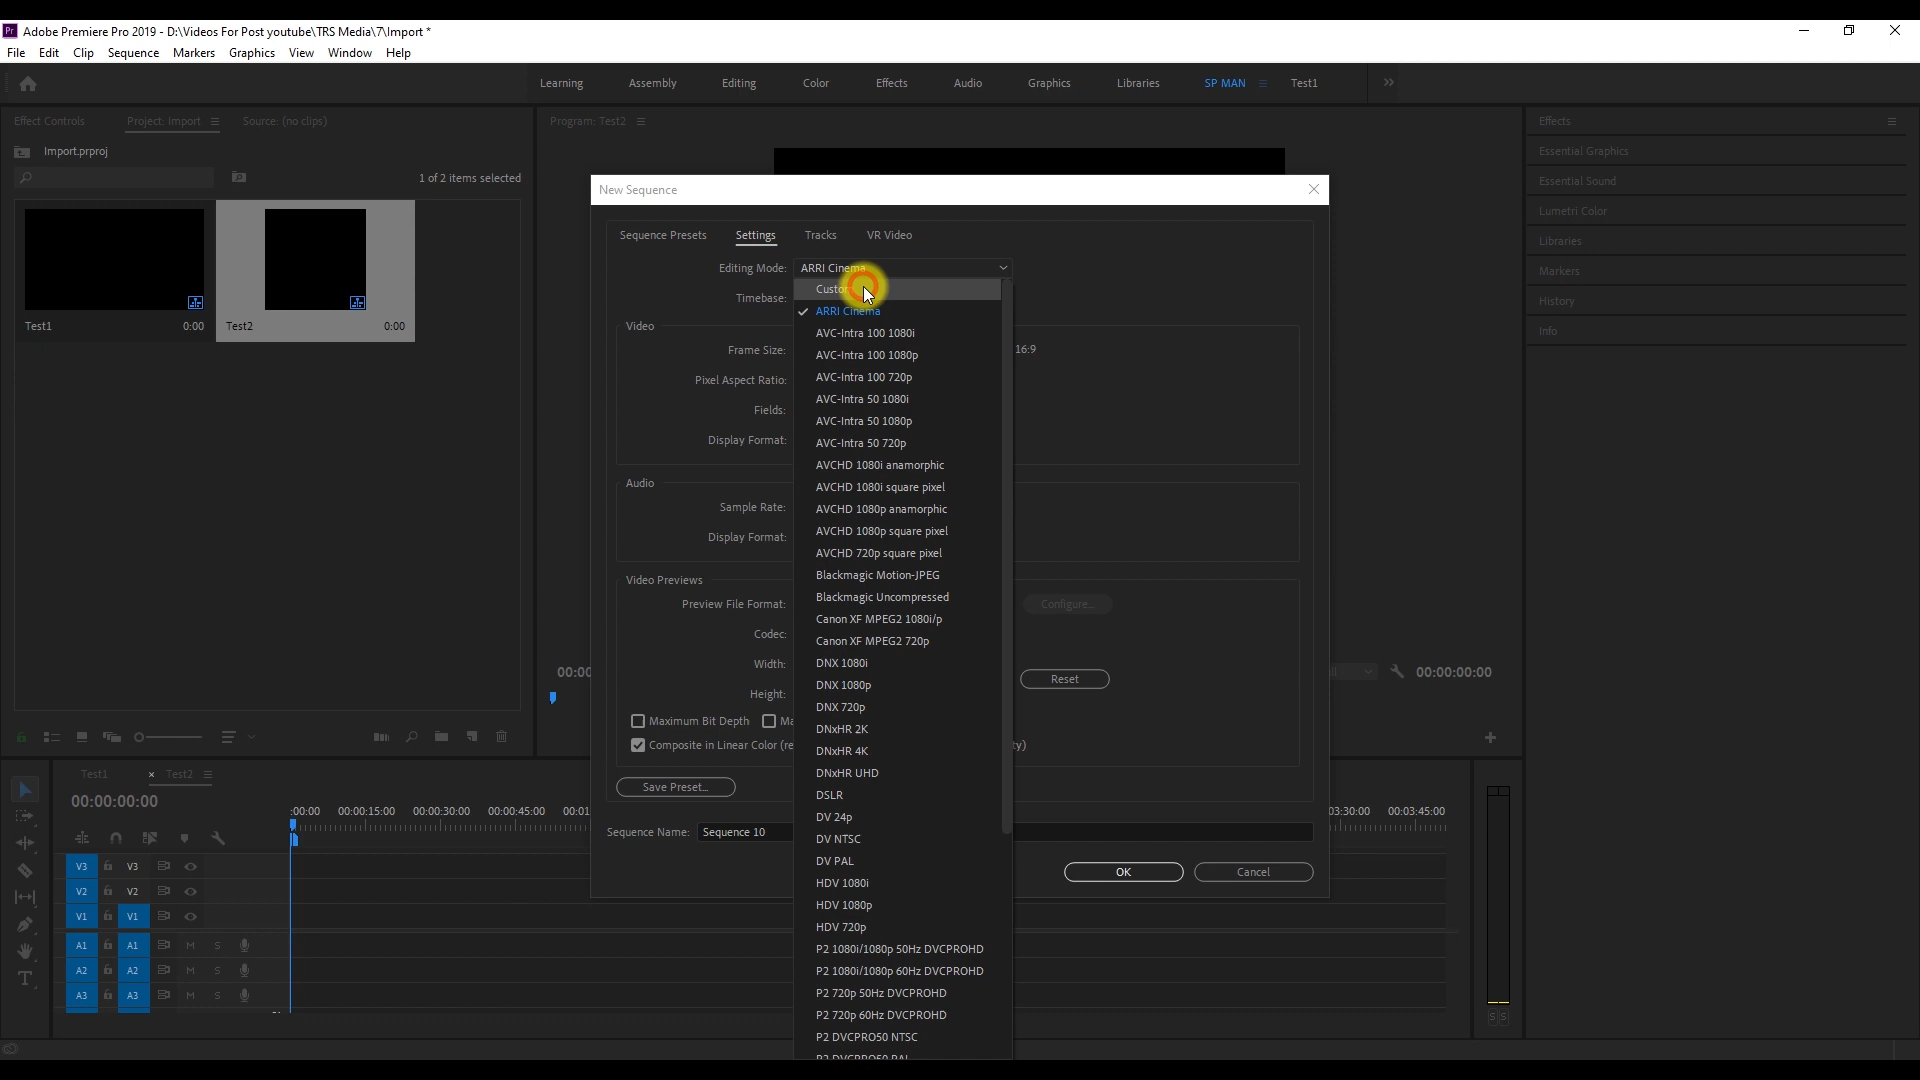 Adobe Premiere Pro 2019 - D:\Videos For Post youtube\TRS Media\7\Import *
File Edit Clip Sequence Markers Graphics View Window Help
Learning Assembly Editing Color Effects Audio Graphics Libraries SP MAN Test1
Effect Controls Project: Import Source: (no clips) Program: Test2 Effects
Import.prproj
1 of 2 items selected
Test1 0:00 Test2 0:00
New Sequence
Sequence Presets Settings Tracks VR Video
Editing Mode: ARRI Cinema
Custom
Timebase:
ARRI Cinema
Video
AVC-Intra 100 1080i
Frame Size: 16:9
AVC-Intra 100 1080p
Pixel Aspect Ratio:
AVC-Intra 100 720p
AVC-Intra 50 1080i
Fields:
AVC-Intra 50 1080p
Display Format:
AVC-Intra 50 720p
AVCHD 1080i anamorphic
Audio
AVCHD 1080i square pixel
Sample Rate:
AVCHD 1080p anamorphic
Display Format:
AVCHD 1080p square pixel
AVCHD 720p square pixel
Video Previews
Blackmagic Motion-JPEG
Preview File Format: Configure...
Blackmagic Uncompressed
Canon XF MPEG2 1080i/p
Codec:
Canon XF MPEG2 720p
Width:
DNX 1080i
Reset
DNX 1080p
Height:
DNX 720p
Maximum Bit Depth
DNxHR 2K
Composite in Linear Color
DNxHR 4K
DNxHR UHD
Save Preset...
DSLR
DV 24p
Sequence Name: Sequence 10
DV NTSC
DV PAL
OK Cancel
HDV 1080i
HDV 1080p
HDV 720p
P2 1080i/1080p 50Hz DVCPROHD
P2 1080i/1080p 60Hz DVCPROHD
P2 720p 50Hz DVCPROHD
P2 720p 60Hz DVCPROHD
P2 DVCPRO50 NTSC
P2 DVCPRO50 PAL
Essential Graphics
Essential Sound
Lumetri Color
Libraries
Markers
History
Info
00:00:00:00
Test1 Test2
00:00:00:00
:00:00 00:00:15:00 00:00:30:00 00:00:45:00 00:01 03:30:00 00:03:45:00
V3 V3
V2 V2
V1 V1
A1 A1 M S
A2 A2 M S
A3 A3 M S
S S